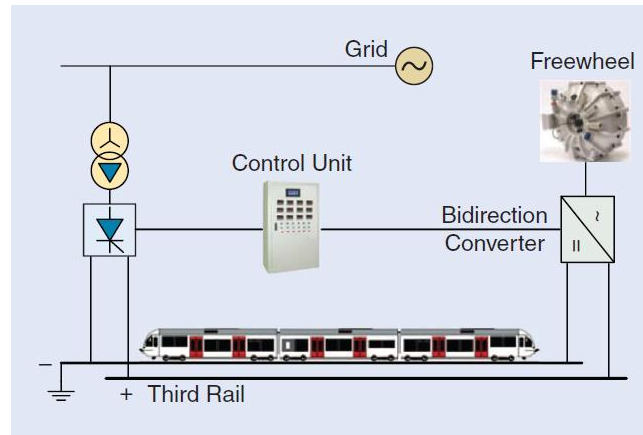 Grid
Freewheel
Control Unit
Bidirection
Converter
~
=
−
+ Third Rail